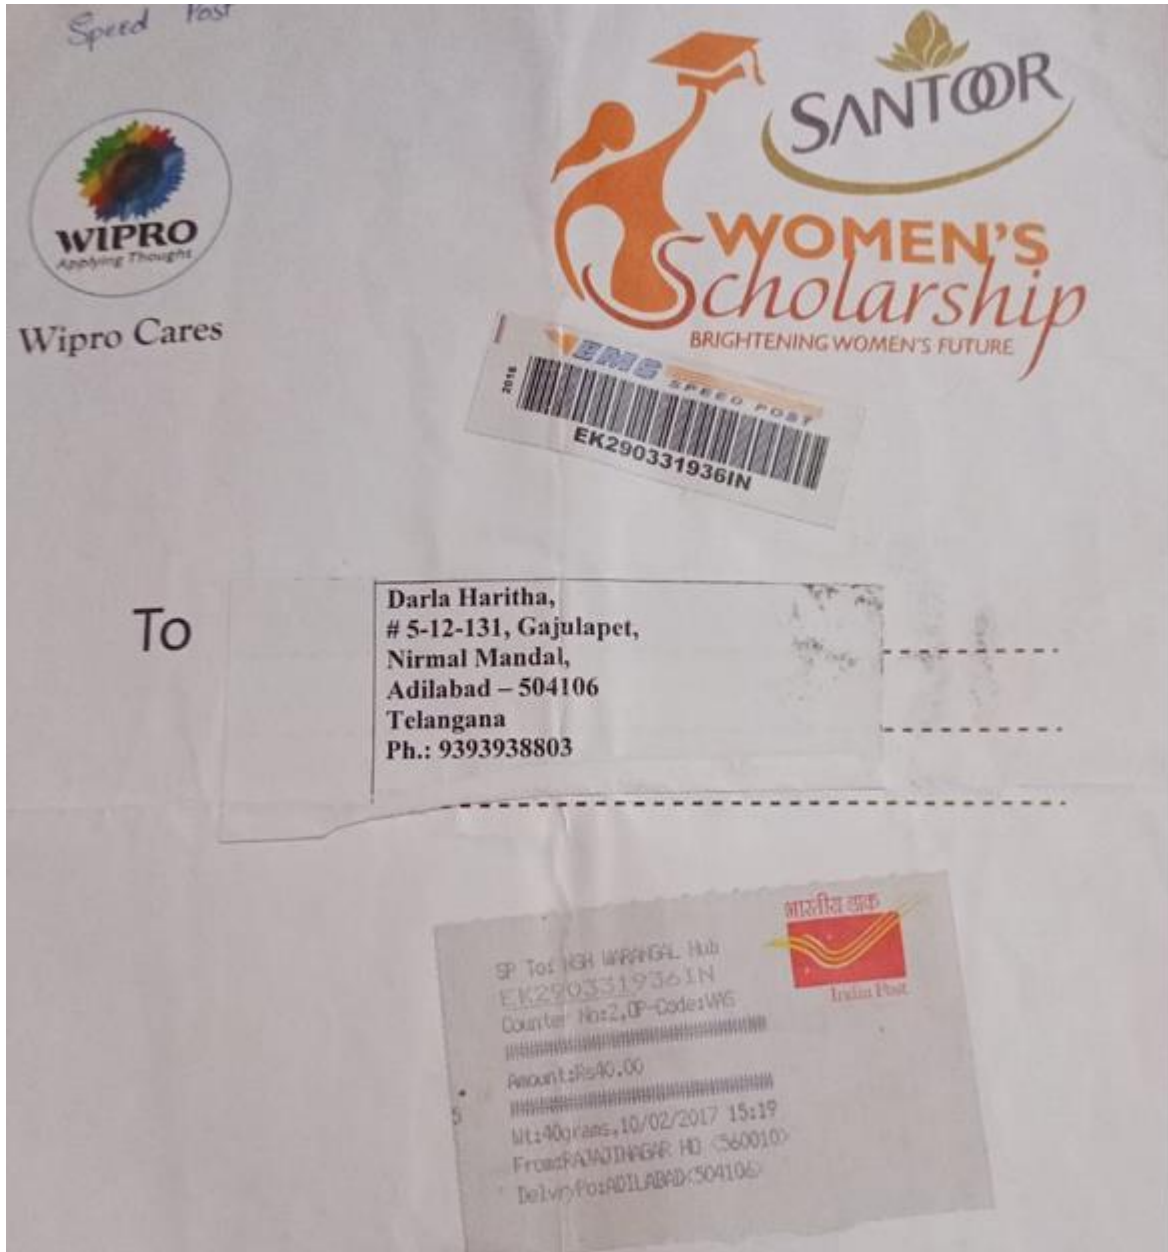 Speed Post
SANTOOR
WIPRO
Applying Thought
Wipro Cares
WOMEN'S
Scholarship
BRIGHTENING WOMEN'S FUTURE
EMS
SPEED POST
2016
EK290331936IN
To
Darla Haritha,
# 5-12-131, Gajulapet,
Nirmal Mandal,
Adilabad – 504106
Telangana
Ph.: 9393938803
भारतीय डाक
Indian Post
SP To: NSH WARANGAL Hub
EK290331936IN
Counter No:2,OP-Code:VAS
Amount:Rs40.00
5
Wt:40grams,10/02/2017 15:19
From:RAJAJINAGAR HO <560010>
DelvryPo:ADILABAD<504106>